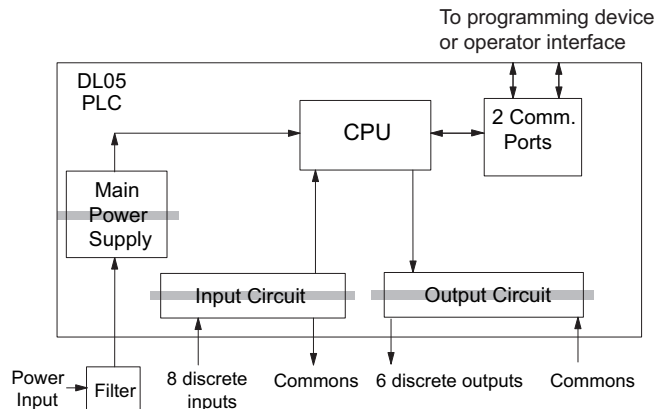 To programming device
or operator interface
DL05
PLC
CPU
2 Comm.
Ports
Main
Power
Supply
Input Circuit
Output Circuit
Power
Input
Filter
8 discrete
inputs
Commons
6 discrete outputs
Commons